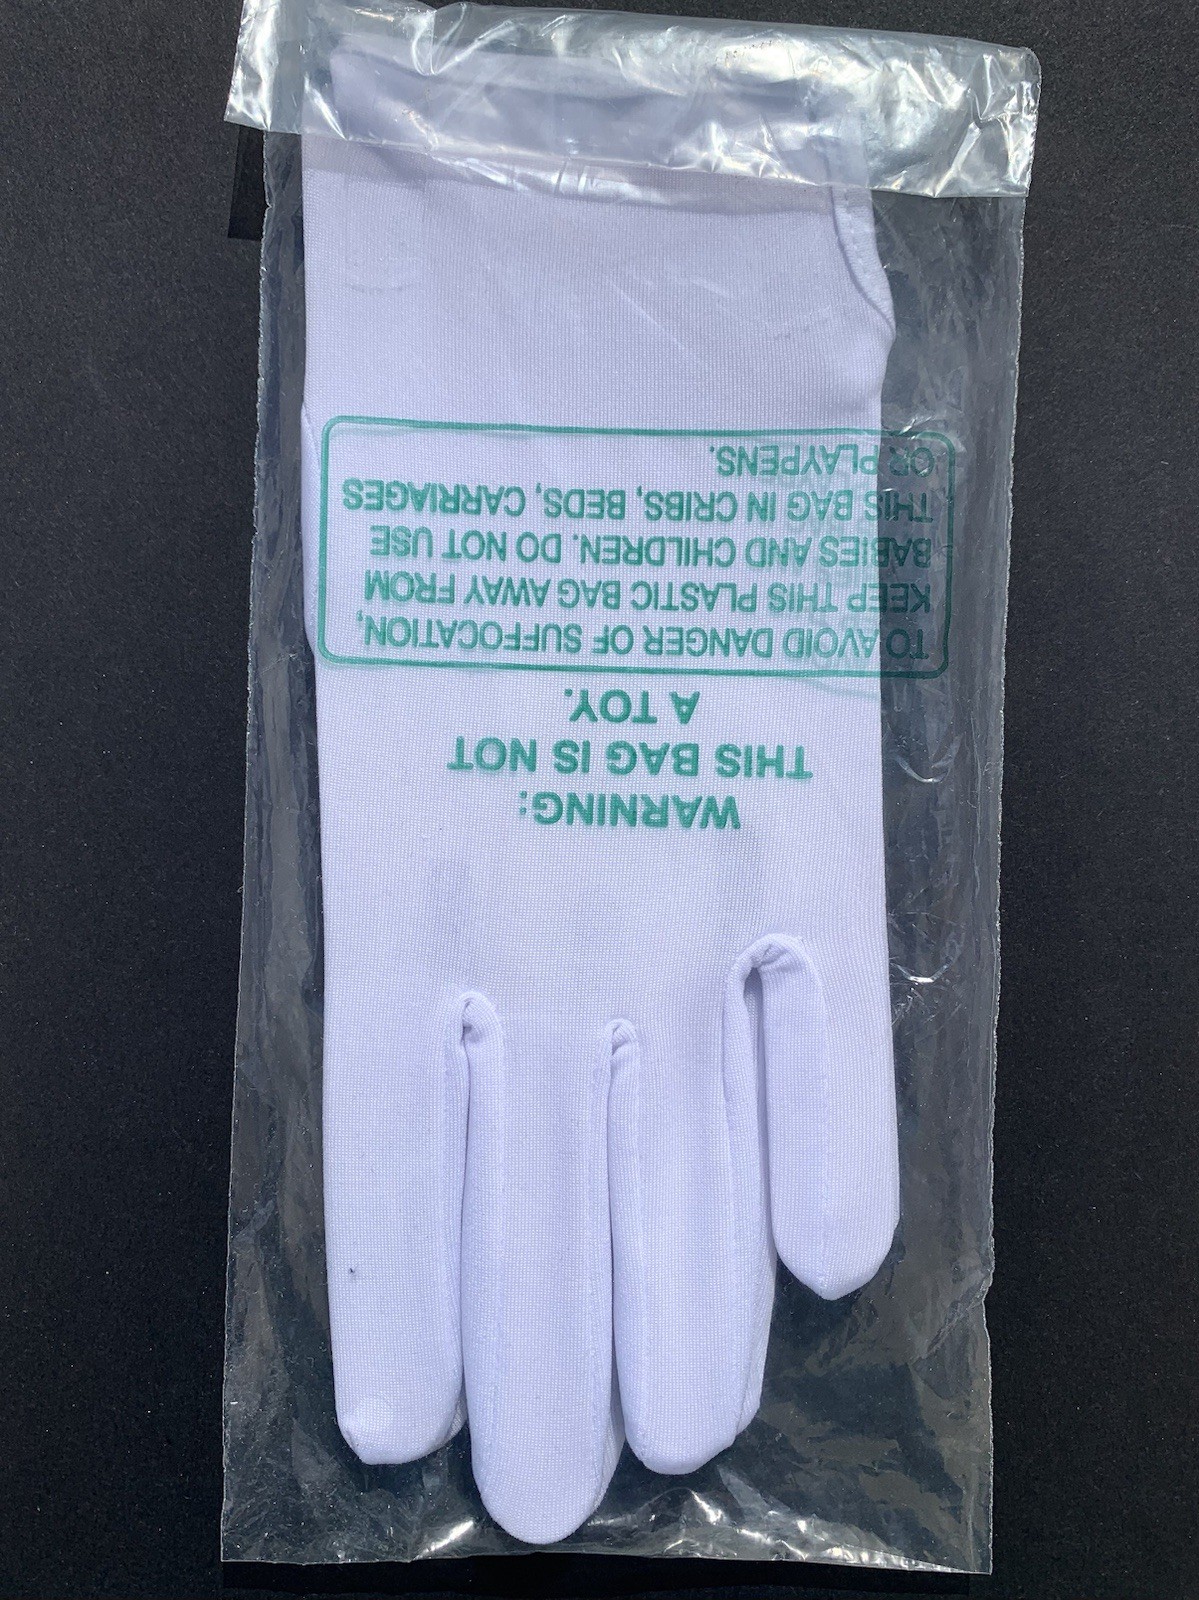 WARNING:
THIS BAG IS NOT
A TOY.
TO AVOID DANGER OF SUFFOCATION,
KEEP THIS PLASTIC BAG AWAY FROM
BABIES AND CHILDREN. DO NOT USE
THIS BAG IN CRIBS, BEDS, CARRIAGES
OR PLAYPENS.